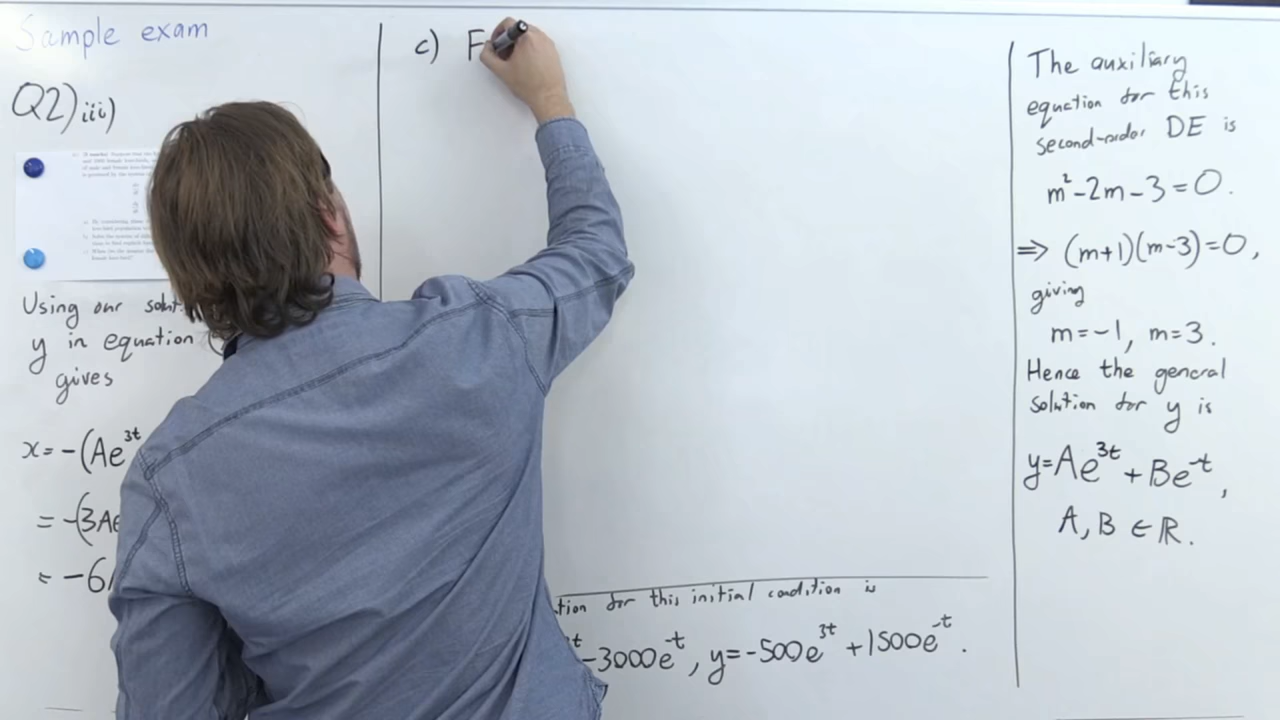 Sample exam
Q2) iii)
Using our
y in equation
gives
x = -(Ae^3t
= -(3Ae
= -6
c) F
tion for this initial condition is
-3000e^-t, y = -500e^3t + 1500e^-t.
The auxiliary
equation for this
second-order DE is
m² - 2m - 3 = 0.
⇒ (m+1)(m-3) = 0,
giving
m = -1, m = 3.
Hence the general
solution for y is
y = Ae^3t + Be^-t,
A, B ∈ ℝ.